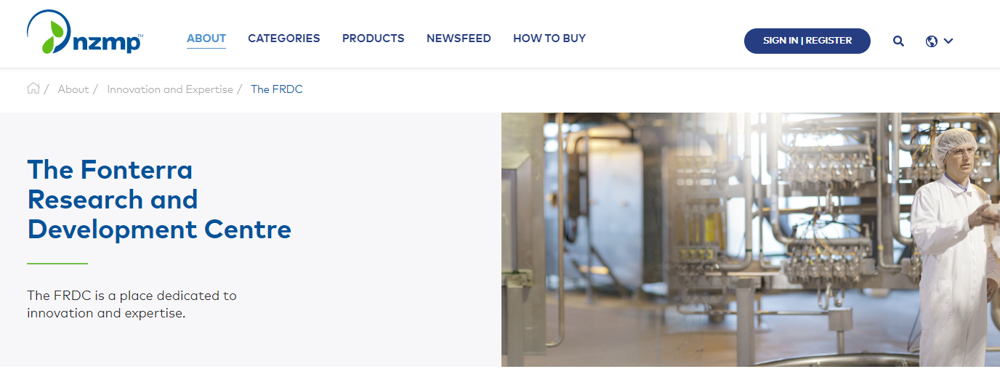 nzmp™
ABOUT CATEGORIES PRODUCTS NEWSFEED HOW TO BUY
SIGN IN | REGISTER
/ About / Innovation and Expertise / The FRDC
The Fonterra
Research and
Development Centre
The FRDC is a place dedicated to
innovation and expertise.